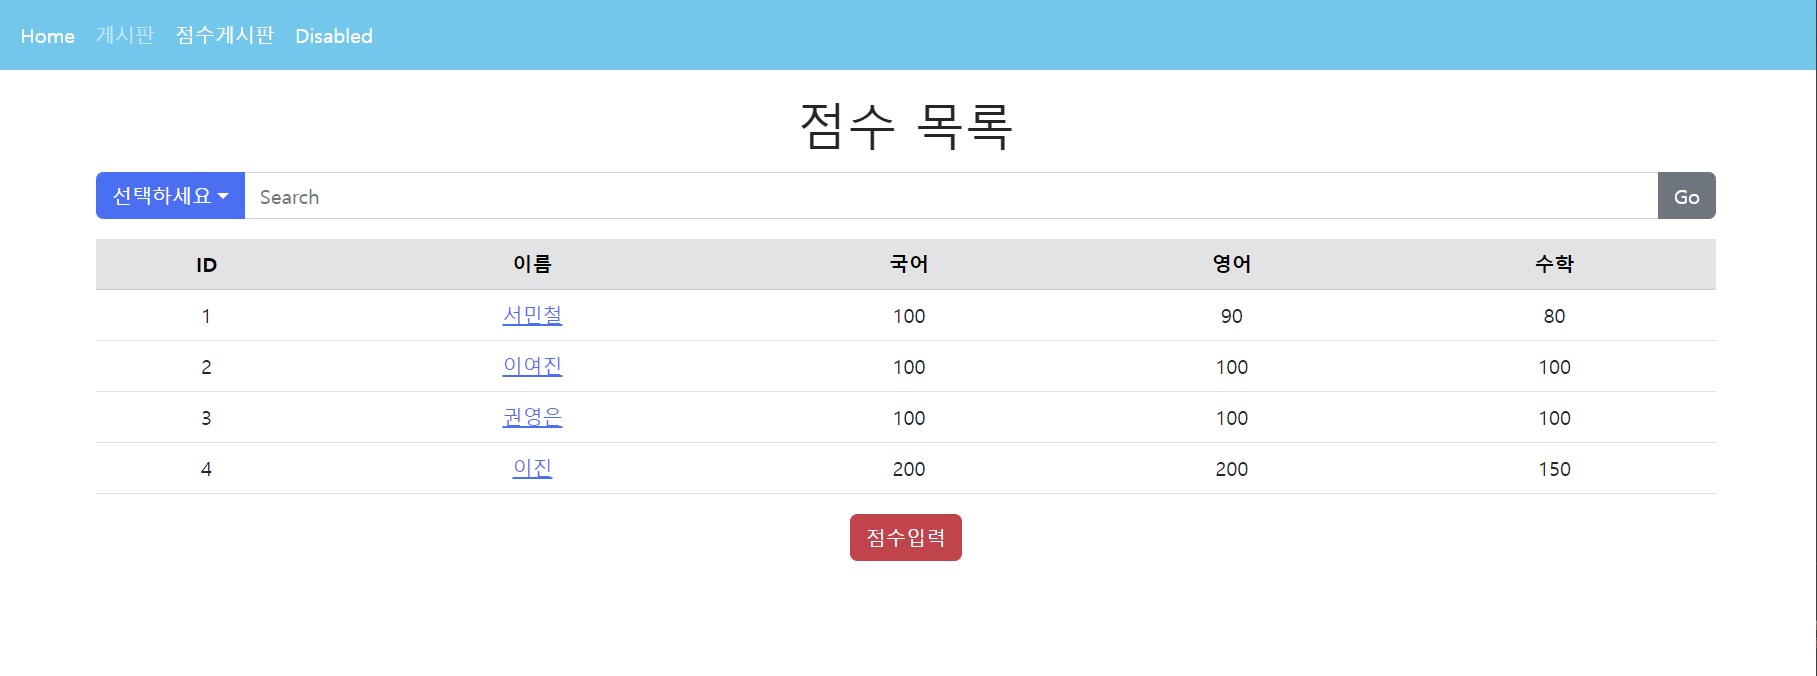 Home 게시판 점수게시판 Disabled
점수 목록
선택하세요 Search Go
ID 이름 국어 영어 수학
1 서민철 100 90 80
2 이여진 100 100 100
3 권영은 100 100 100
4 이진 200 200 150
점수입력